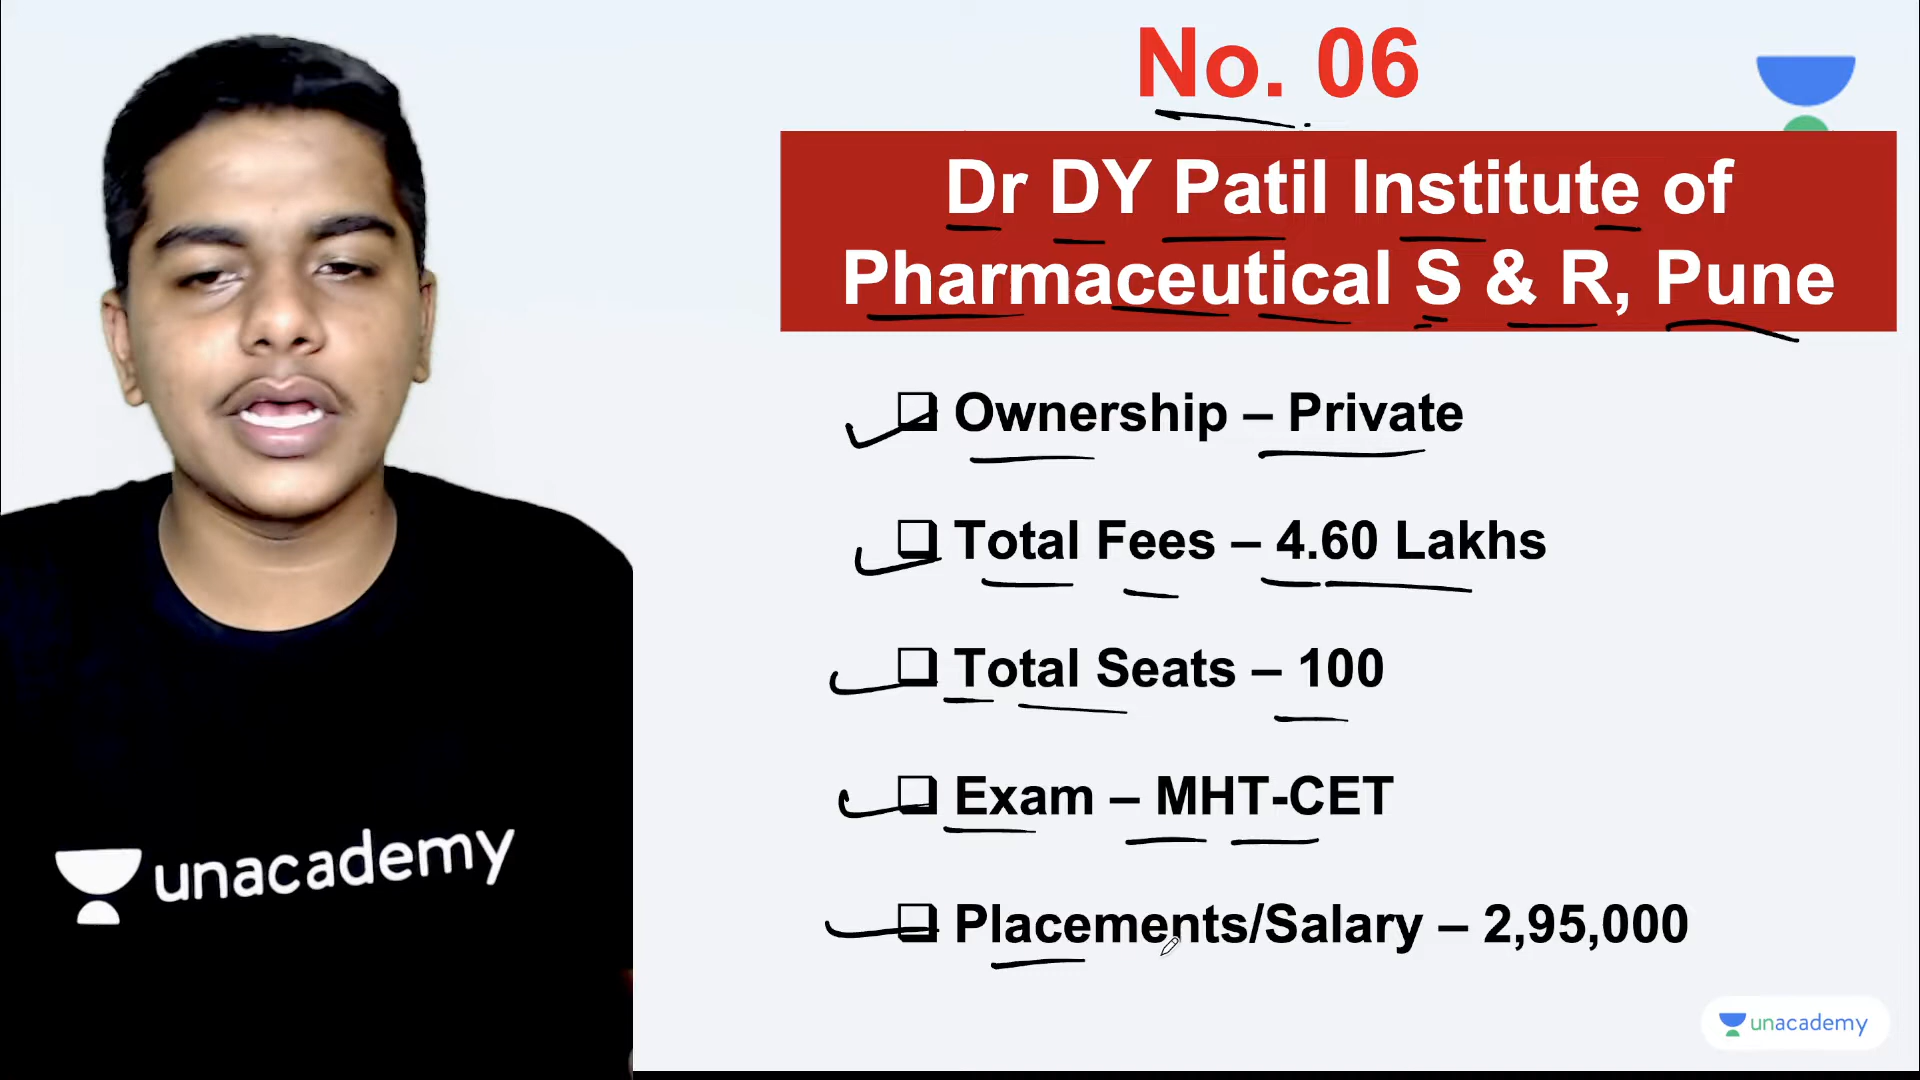 No. 06
Dr DY Patil Institute of
Pharmaceutical S & R, Pune
Ownership – Private
Total Fees – 4.60 Lakhs
Total Seats – 100
Exam – MHT-CET
Placements/Salary – 2,95,000
unacademy
unacademy